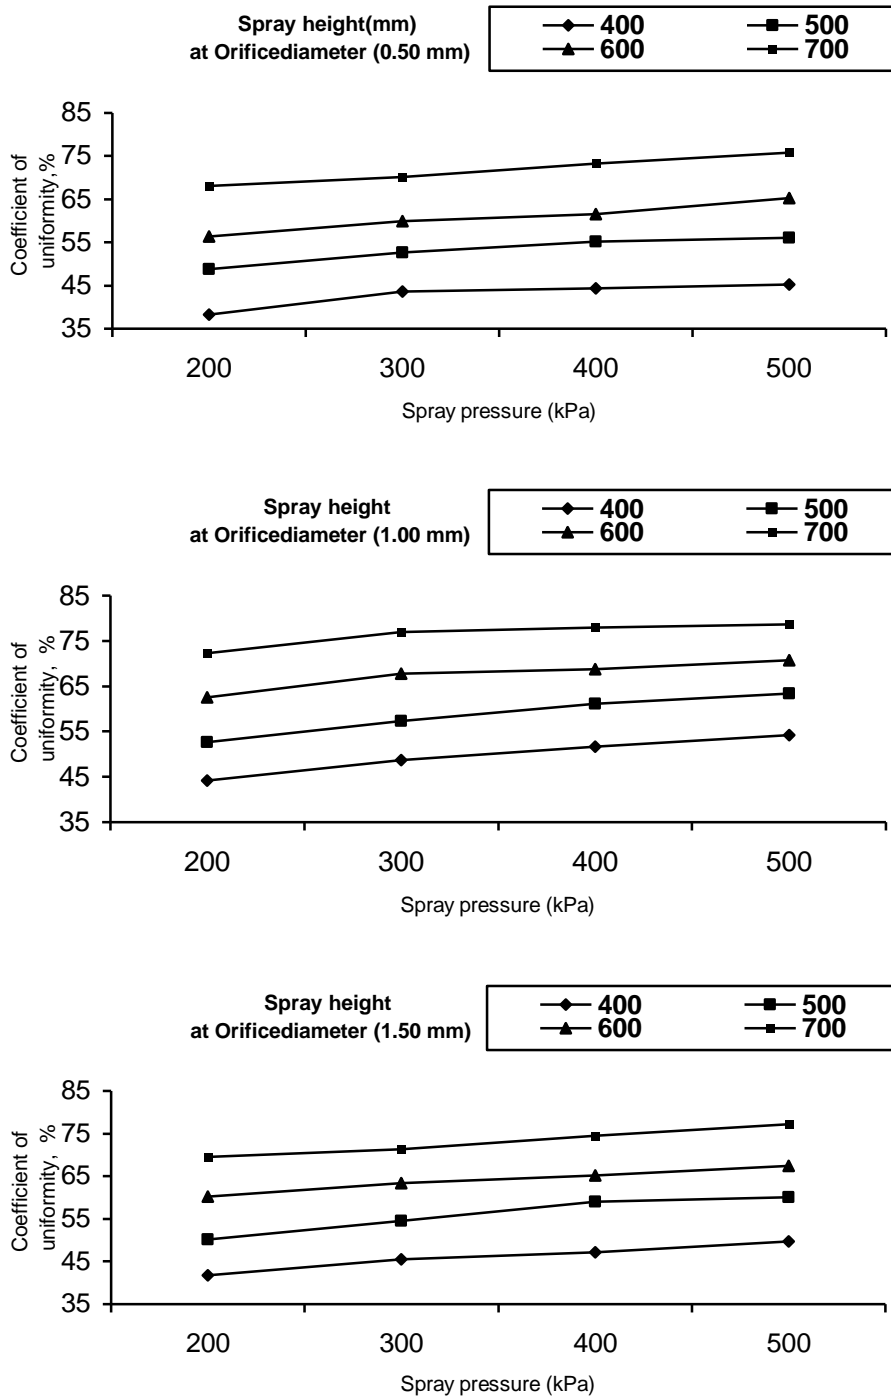 Spray height(mm)
at Orificediameter (0.50 mm)
400 500
600 700
85
75
65
55
45
35
Coefficient of
uniformity,%
200 300 400 500
Spray pressure (kPa)
Spray height
at Orificediameter (1.00 mm)
400 500
600 700
85
75
65
55
45
35
Coefficient of
uniformity, %
200 300 400 500
Spray pressure (kPa)
Spray height
at Orificediameter (1.50 mm)
400 500
600 700
85
75
65
55
45
35
Coefficient of
uniformity, %
200 300 400 500
Spray pressure (kPa)